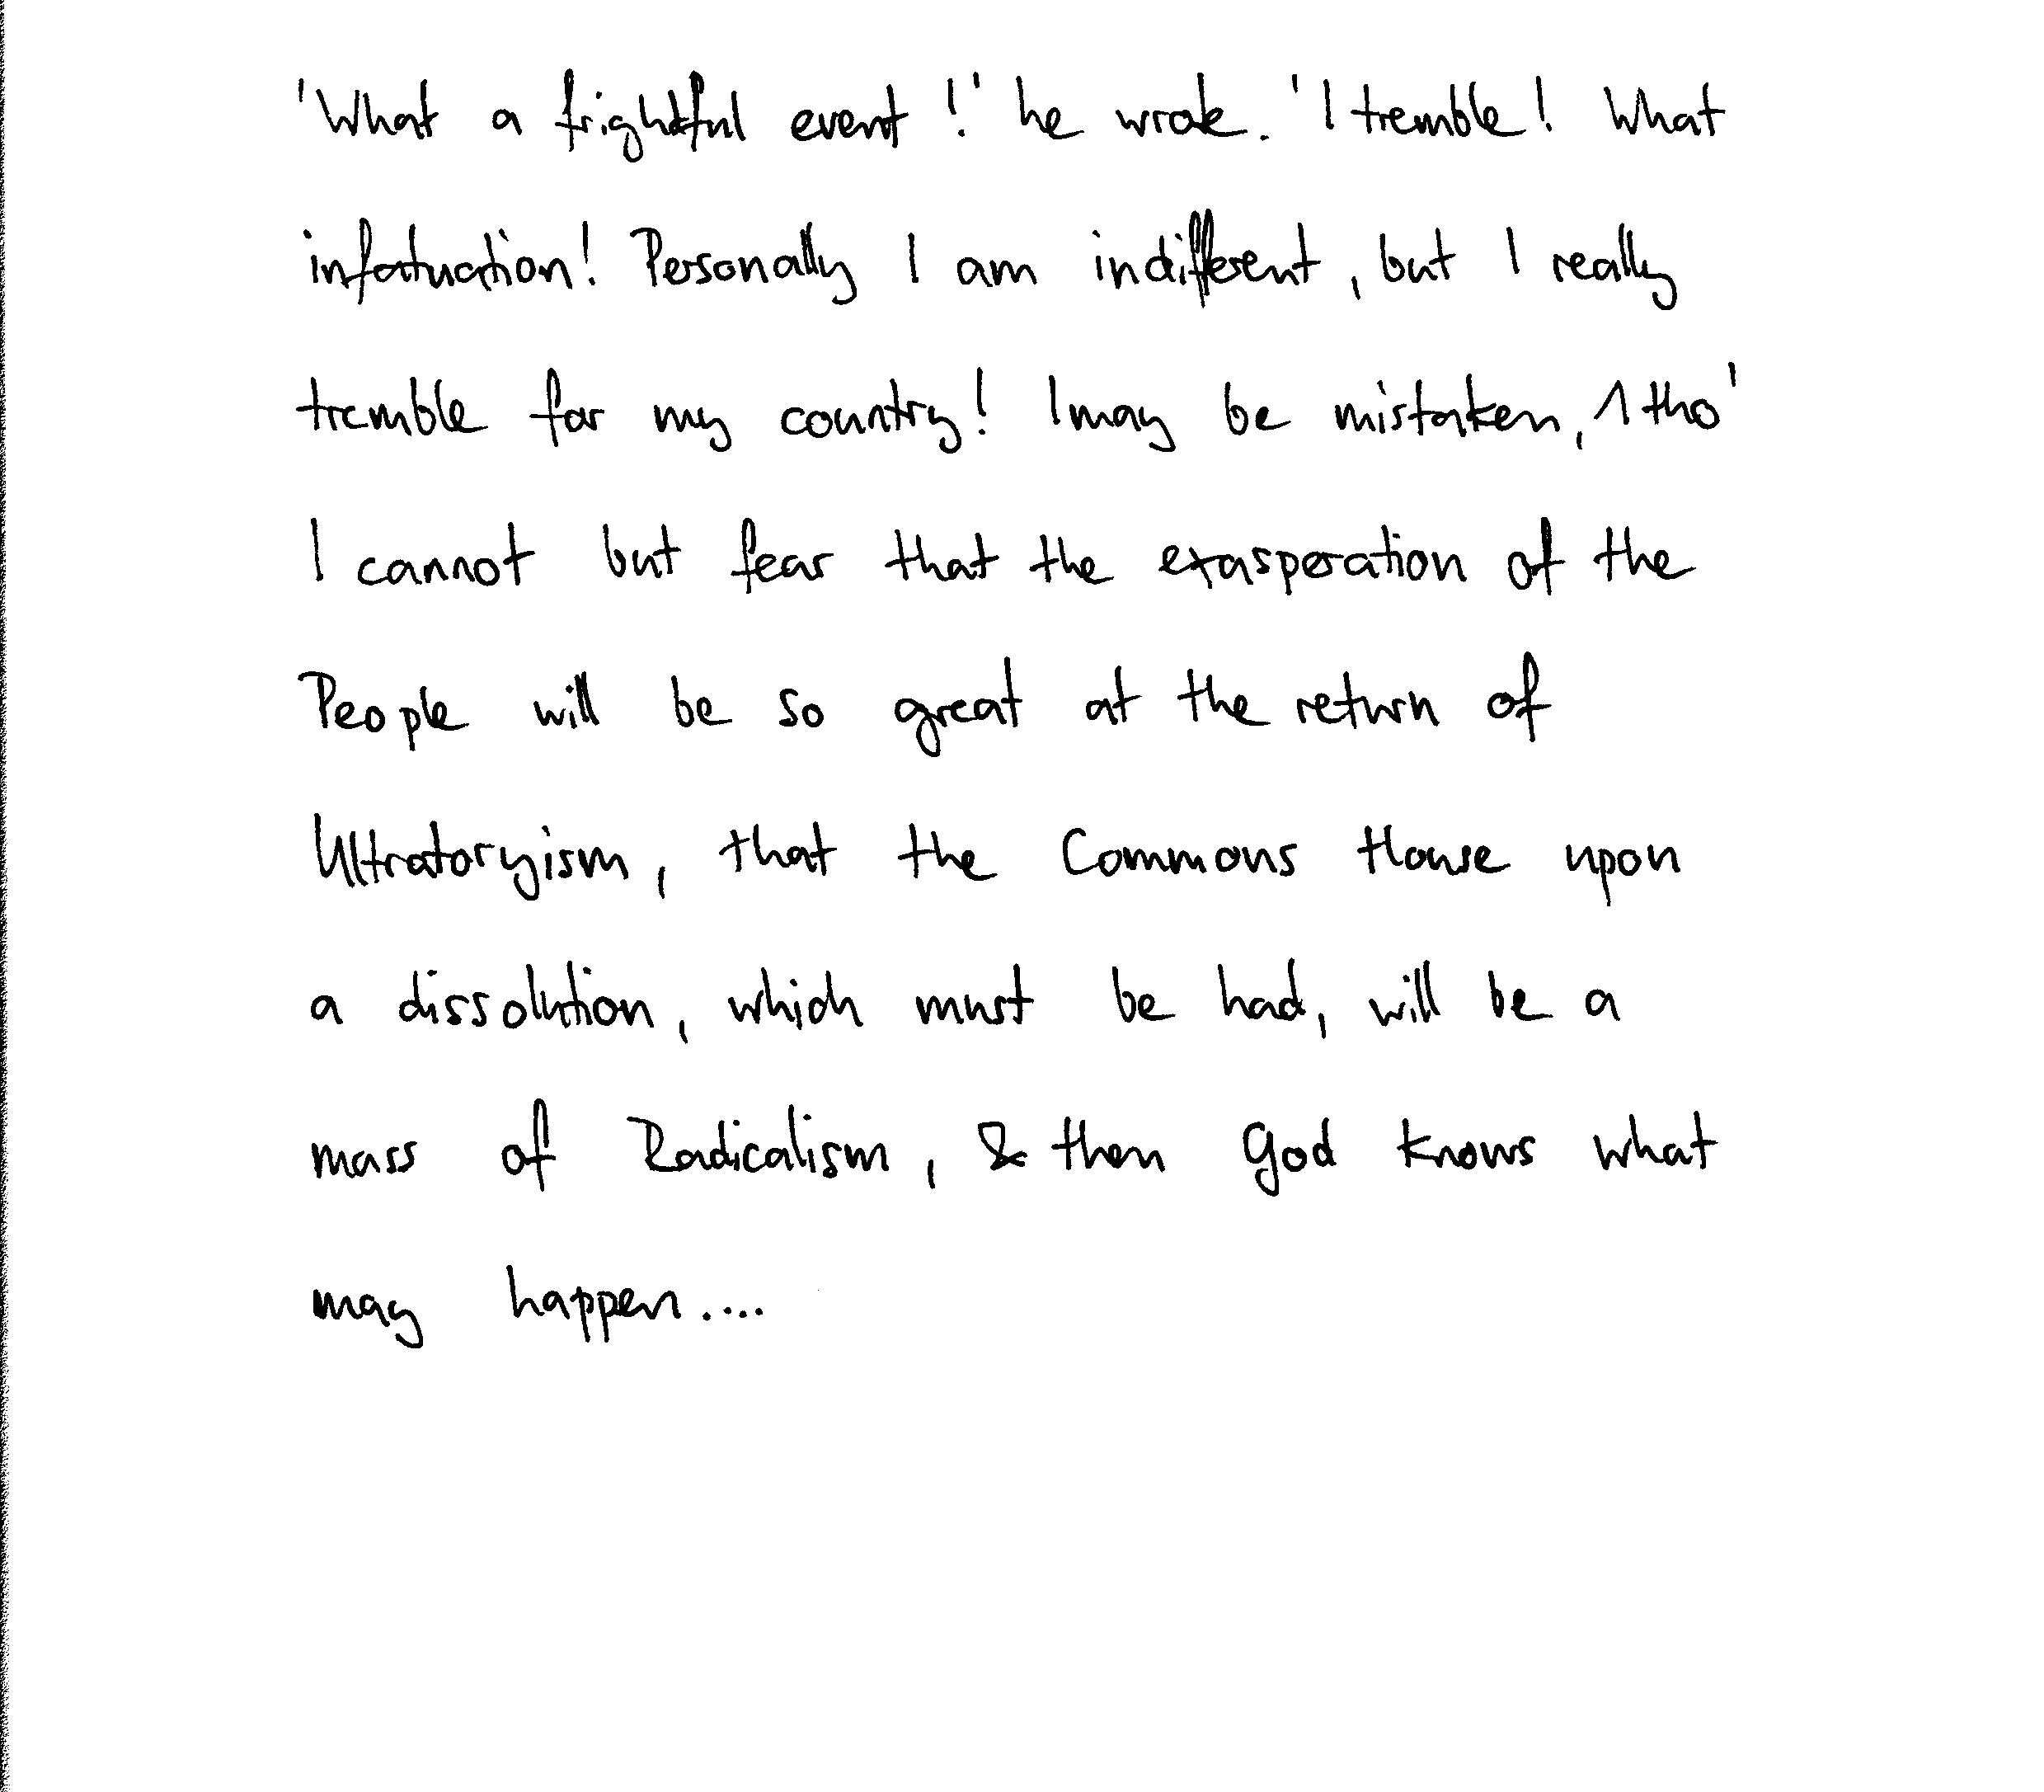 'What a frightful event!' he wrote. 'I tremble! What
infatuation! Personally I am indifferent, but I really
tremble for my country! I may be mistaken, 1 tho'
I cannot but fear that the exasperation of the
People will be so great at the return of
Ultratoryism, that the Commons House upon
a dissolution, which must be had, will be a
mass of Radicalism, & then God knows what
may happen....